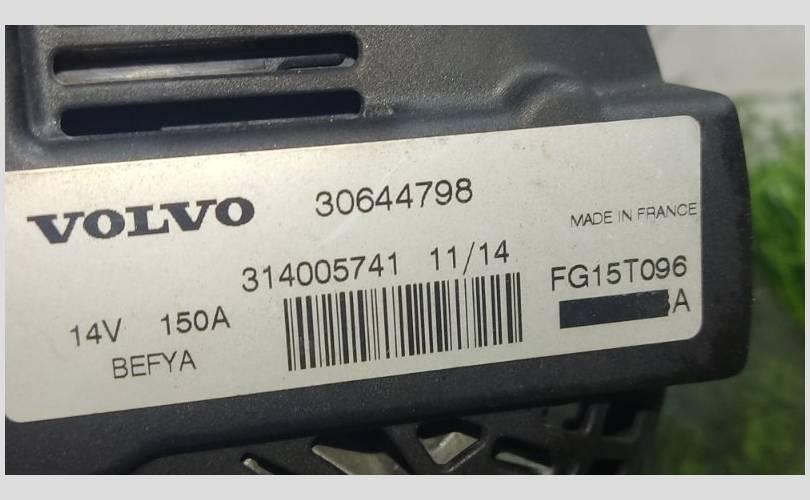 VOLVO 30644798
MADE IN FRANCE
314005741 11/14
FG15T096
14V 150A
A
BEFYA